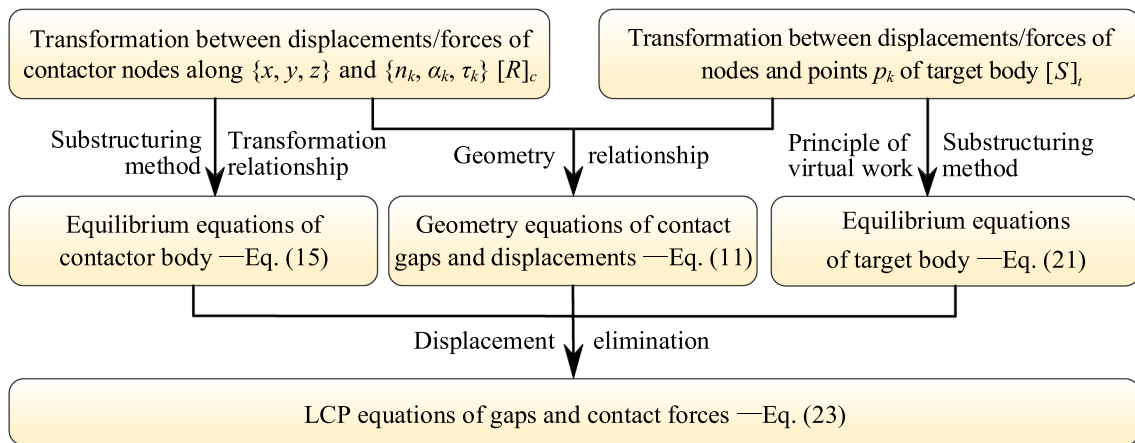 Transformation between displacements/forces of
contactor nodes along {x, y, z} and {nₖ, αₖ, τₖ} [R]c
Transformation between displacements/forces of
nodes and points pₖ of target body [S]ₜ
Substructuring
method
Transformation
relationship
Geometry
relationship
Principle of
virtual work
Substructuring
method
Equilibrium equations of
contactor body —Eq. (15)
Geometry equations of contact
gaps and displacements —Eq. (11)
Equilibrium equations
of target body —Eq. (21)
Displacement
elimination
LCP equations of gaps and contact forces —Eq. (23)